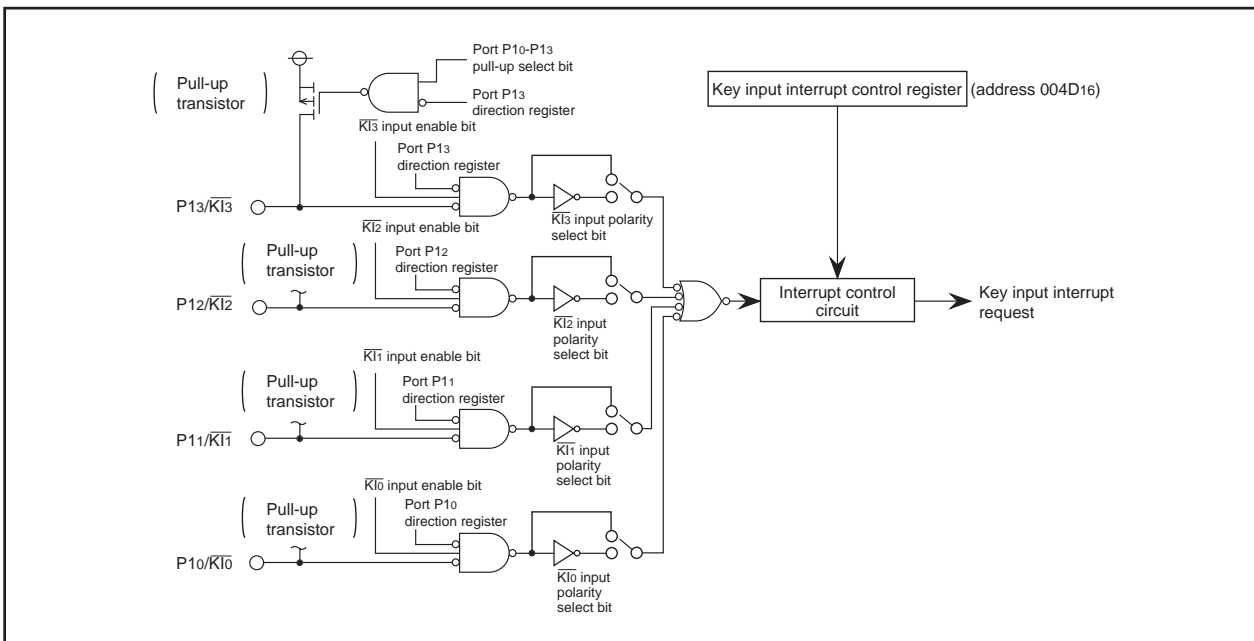 Pull-up
transistor
Port P10-P13
pull-up select bit
Port P13
direction register
Key input interrupt control register (address 004D16)
KI3 input enable bit
Port P13
direction register
P13/KI3
KI3 input polarity
select bit
KI2 input enable bit
Pull-up
transistor
Port P12
direction register
P12/KI2
KI2 input
polarity
select bit
Interrupt control
circuit
Key input interrupt
request
KI1 input enable bit
Pull-up
transistor
Port P11
direction register
P11/KI1
KI1 input
polarity
select bit
KI0 input enable bit
Pull-up
transistor
Port P10
direction register
P10/KI0
KI0 input
polarity
select bit